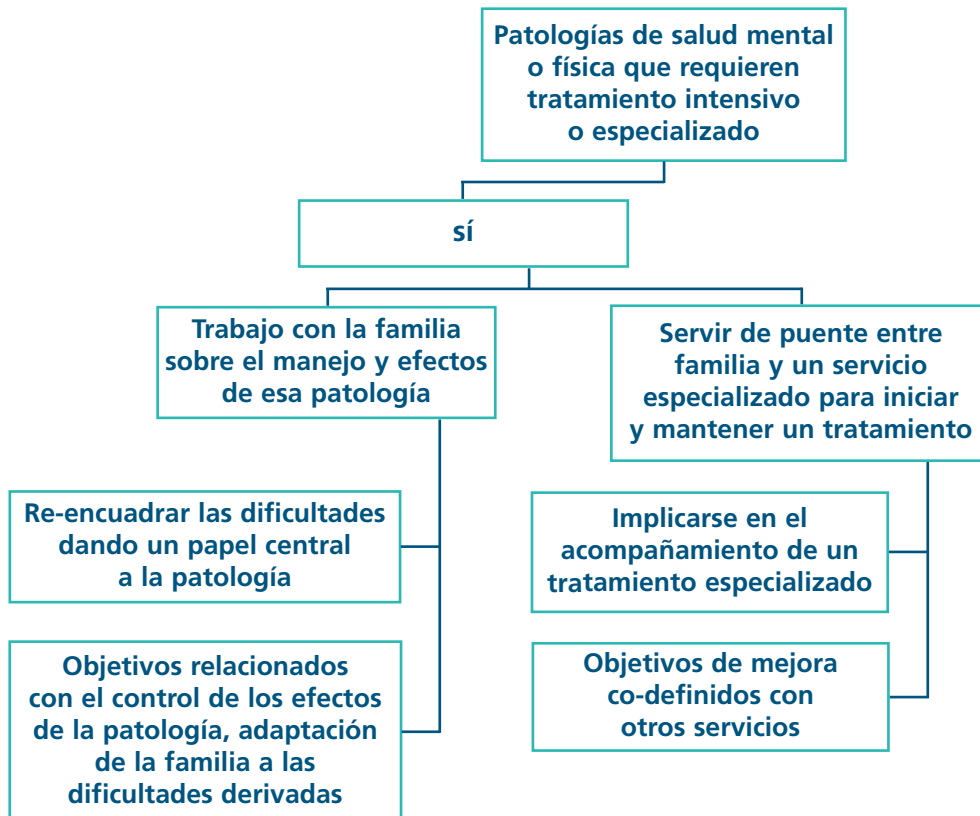 Patologías de salud mental
o física que requieren
tratamiento intensivo
o especializado
sí
Trabajo con la familia
sobre el manejo y efectos
de esa patología
Re-encuadrar las dificultades
dando un papel central
a la patología
Objetivos relacionados
con el control de los efectos
de la patología, adaptación
de la familia a las
dificultades derivadas
Servir de puente entre
familia y un servicio
especializado para iniciar
y mantener un tratamiento
Implicarse en el
acompañamiento de un
tratamiento especializado
Objetivos de mejora
co-definidos con
otros servicios